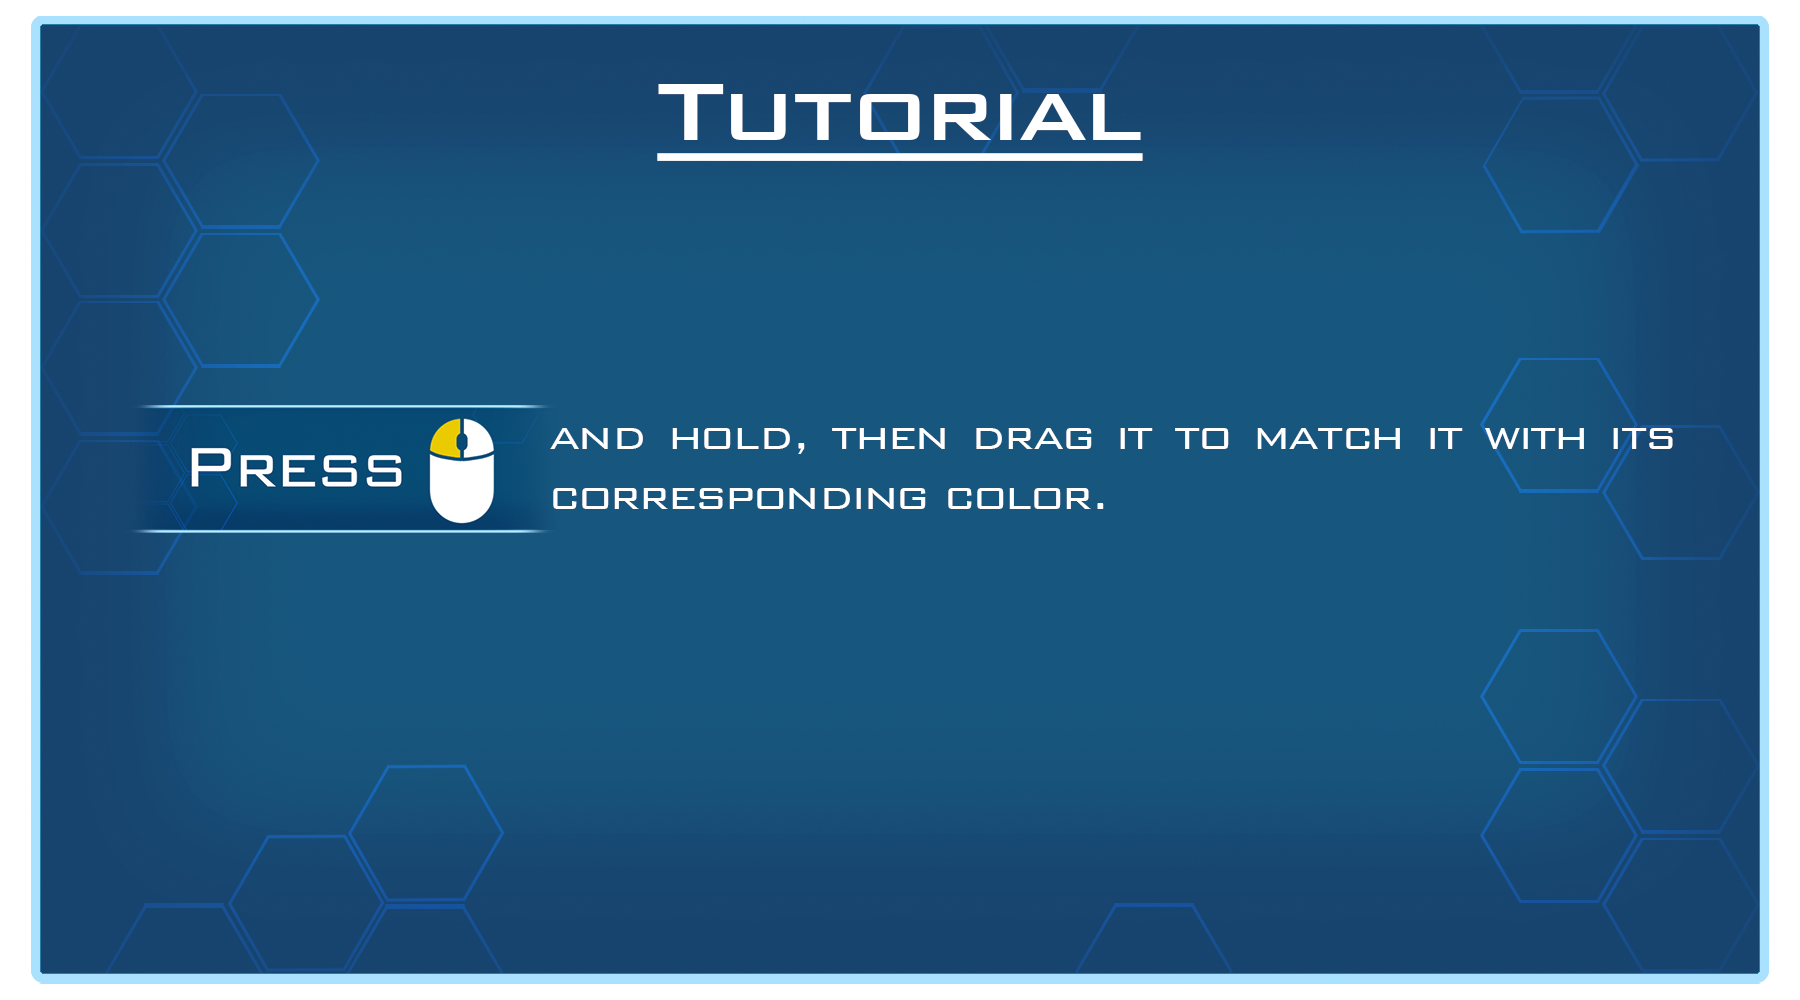 Tutorial
Press
and hold, then drag it to match it with its
corresponding color.